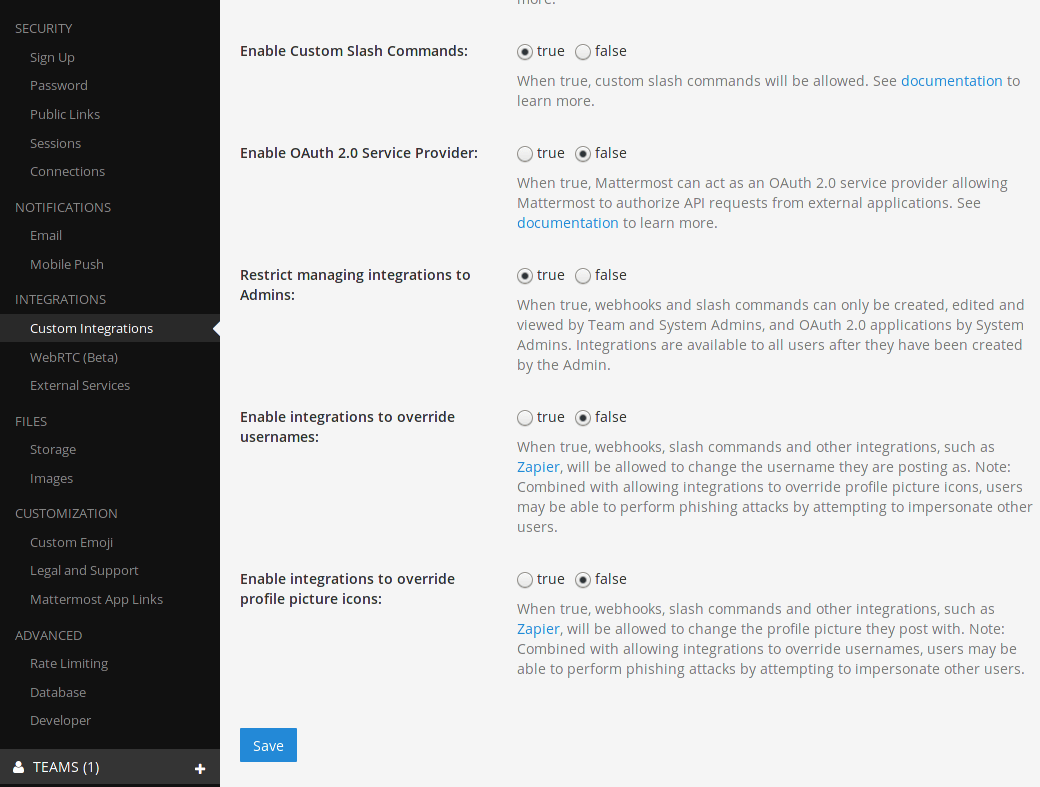 SECURITY
Sign Up
Password
Public Links
Sessions
Connections
NOTIFICATIONS
Email
Mobile Push
INTEGRATIONS
Custom Integrations
WebRTC (Beta)
External Services
FILES
Storage
Images
CUSTOMIZATION
Custom Emoji
Legal and Support
Mattermost App Links
ADVANCED
Rate Limiting
Database
Developer
TEAMS (1)
more.
Enable Custom Slash Commands:
true false
When true, custom slash commands will be allowed. See documentation to
learn more.
Enable OAuth 2.0 Service Provider:
true false
When true, Mattermost can act as an OAuth 2.0 service provider allowing
Mattermost to authorize API requests from external applications. See
documentation to learn more.
Restrict managing integrations to
Admins:
true false
When true, webhooks and slash commands can only be created, edited and
viewed by Team and System Admins, and OAuth 2.0 applications by System
Admins. Integrations are available to all users after they have been created
by the Admin.
Enable integrations to override
usernames:
true false
When true, webhooks, slash commands and other integrations, such as
Zapier, will be allowed to change the username they are posting as. Note:
Combined with allowing integrations to override profile picture icons, users
may be able to perform phishing attacks by attempting to impersonate other
users.
Enable integrations to override
profile picture icons:
true false
When true, webhooks, slash commands and other integrations, such as
Zapier, will be allowed to change the profile picture they post with. Note:
Combined with allowing integrations to override usernames, users may be
able to perform phishing attacks by attempting to impersonate other users.
Save